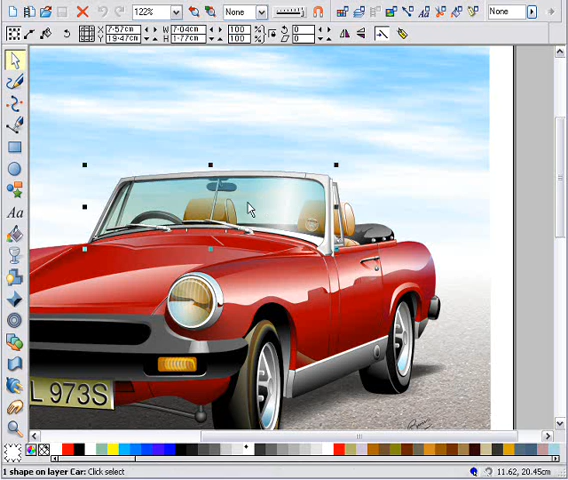 122%
None
None
X 7·57cm W 7·04cm 100 0
Y 19·47cm H 1·77cm 100 0
Aa
L 973S
1 shape on layer Car: Click select
11.62, 20.45cm